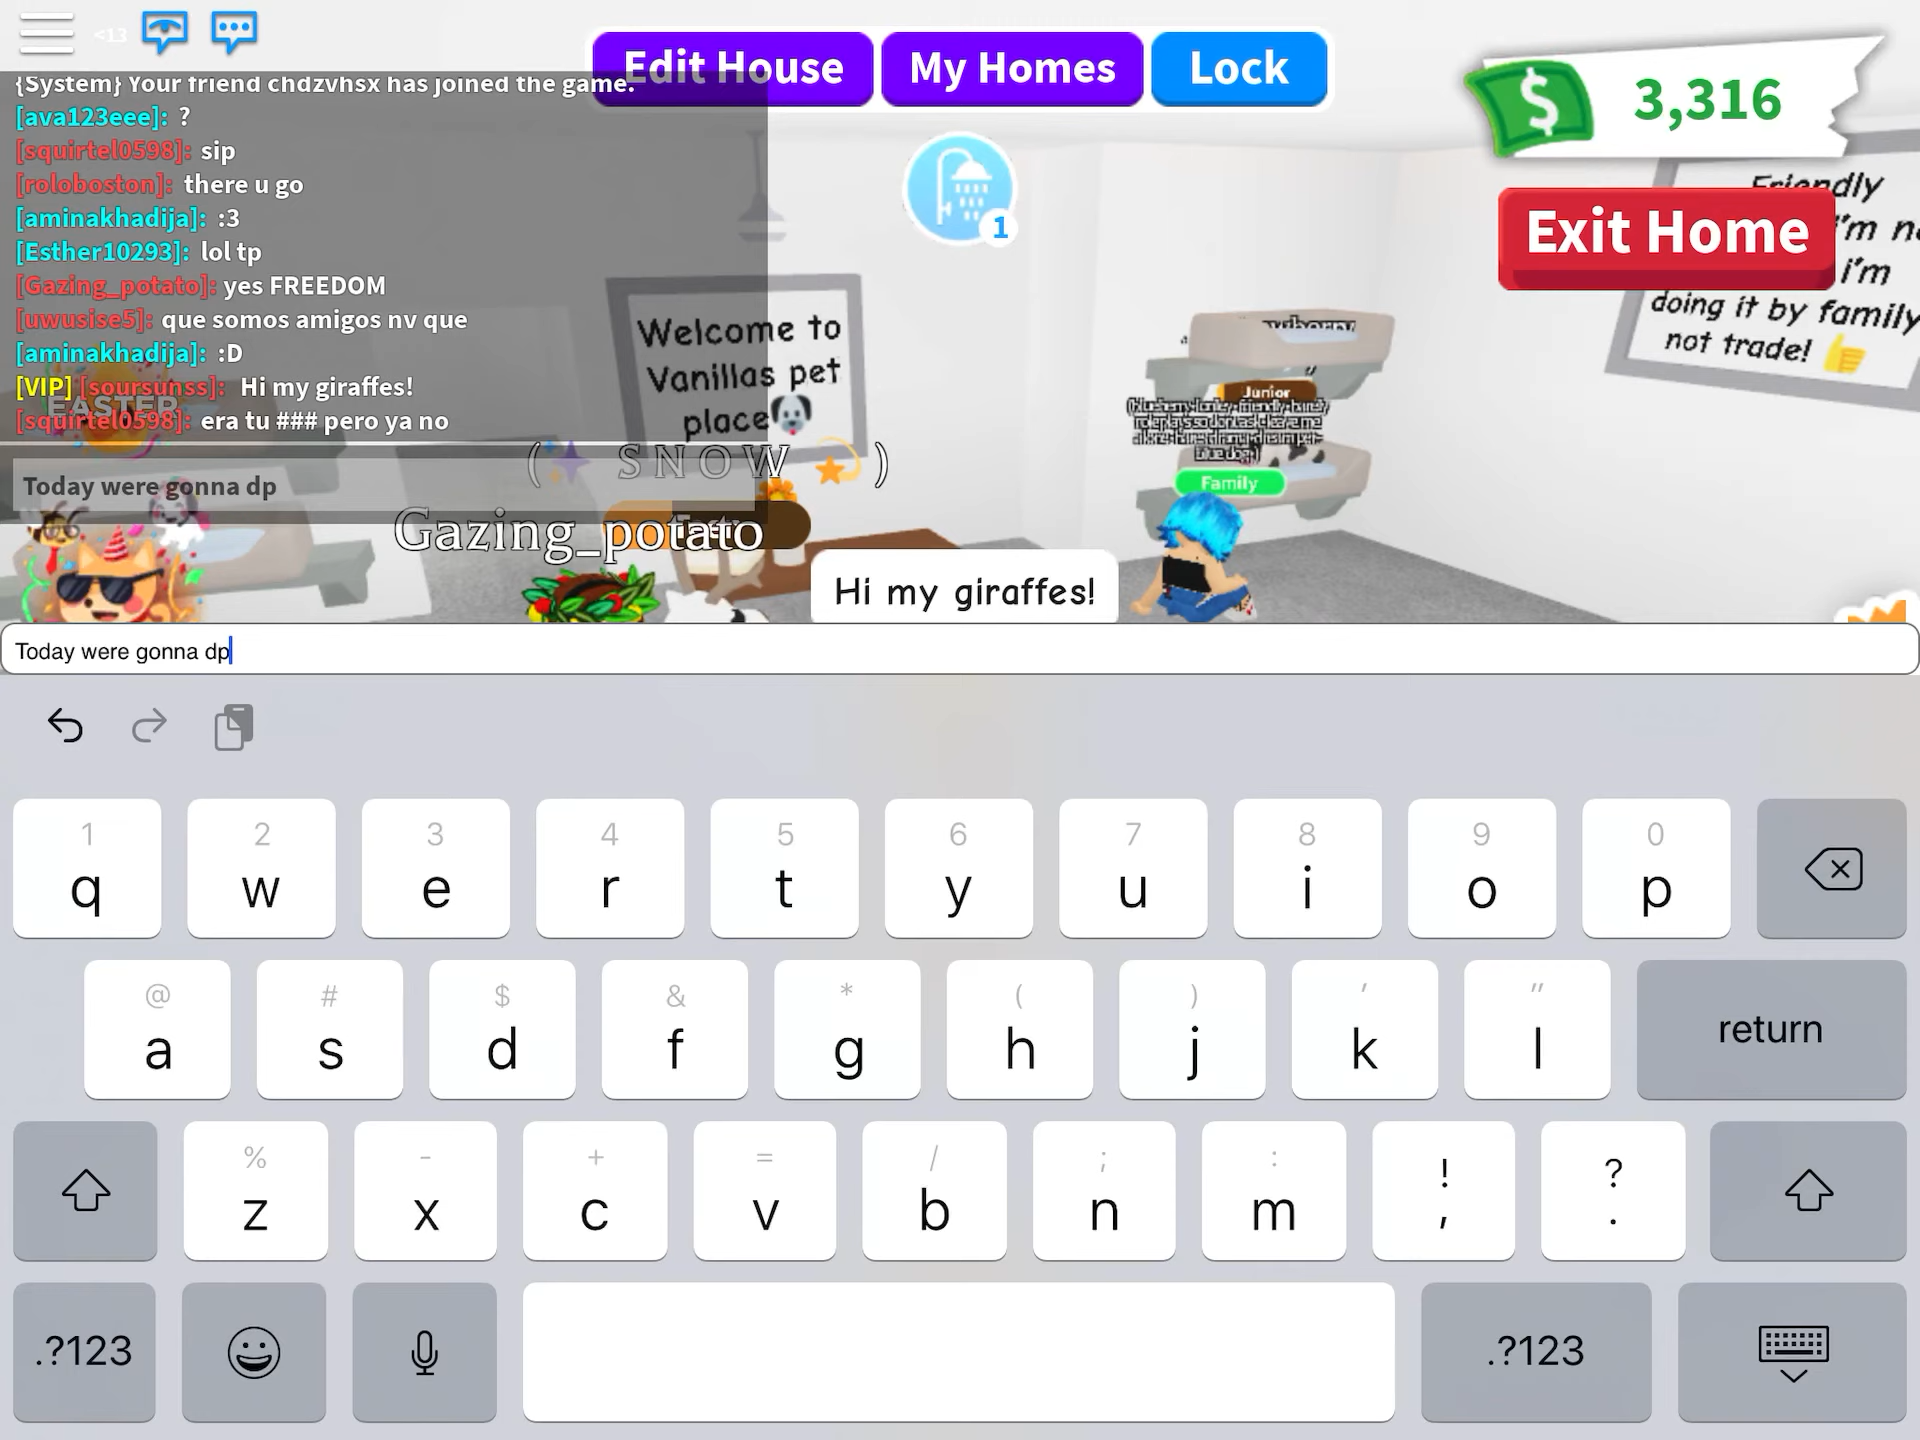 <13
Edit House
My Homes
Lock
3,316
{System} Your friend chdzvhsx has joined the game.
[ava123eee]: ?
[squirtel0598]: sip
[roloboston]: there u go
[aminakhadija]: :3
[Esther10293]: lol tp
[Gazing_potato]: yes FREEDOM
[uwusise5]: que somos amigos nv que
[aminakhadija]: :D
[VIP] [soursunss]: Hi my giraffes!
[squirtel0598]: era tu ### pero ya no
EASTER
Today were gonna dp
1
Exit Home
Friendly
i'm
doing it by family
not trade! 👍
Welcome to
Vanillas pet
place🐶
Junior
Family
( SNOW )
Gazing_potato
Hi my giraffes!
Today were gonna dp
1 2 3 4 5 6 7 8 9 0
q w e r t y u i o p
@ # $ & * ( ) ' "
a s d f g h j k l
return
% - + = / ; : ! ?
z x c v b n m , .
.?123
.?123